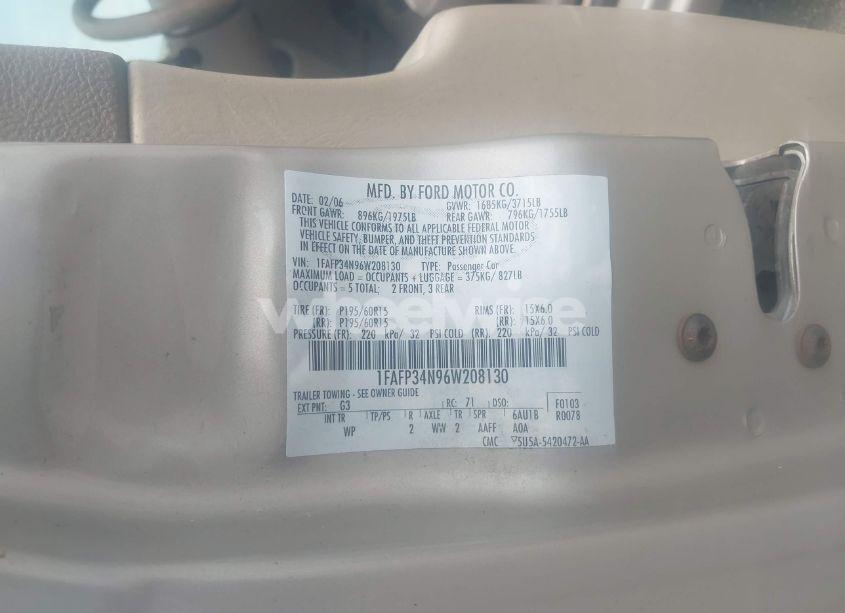 MFD. BY FORD MOTOR CO.
DATE: 02/06 GVWR: 1685KG/3715LB
FRONT GAWR: 896KG/1975LB REAR GAWR: 796KG/1755LB
THIS VEHICLE CONFORMS TO ALL APPLICABLE FEDERAL MOTOR
VEHICLE SAFETY, BUMPER, AND THEFT PREVENTION STANDARDS
IN EFFECT ON THE DATE OF MANUFACTURE SHOWN ABOVE.
VIN: 1FAFP34N96W208130 TYPE: Passenger Car
MAXIMUM LOAD = OCCUPANTS + LUGGAGE = 375KG/ 827LB
OCCUPANTS = 5 TOTAL; 2 FRONT, 3 REAR
wheelwise
TIRE (FR): P195/60R15 RIMS (FR): 15X6.0
(RR): P195/60R15 (RR): 15X6.0
PRESSURE (FR): 220 kPa/ 32 PSI COLD (RR): 220 kPa/ 32 PSI COLD
1FAFP34N96W208130
TRAILER TOWING - SEE OWNER GUIDE
EXT PNT: G3 RC: 71 DSO: F0103
INT TR TP/PS R AXLE TR SPR 6AU1B R0078
WP 2 WW 2 AAFF A0A
CMC 5U5A-5420472-AA